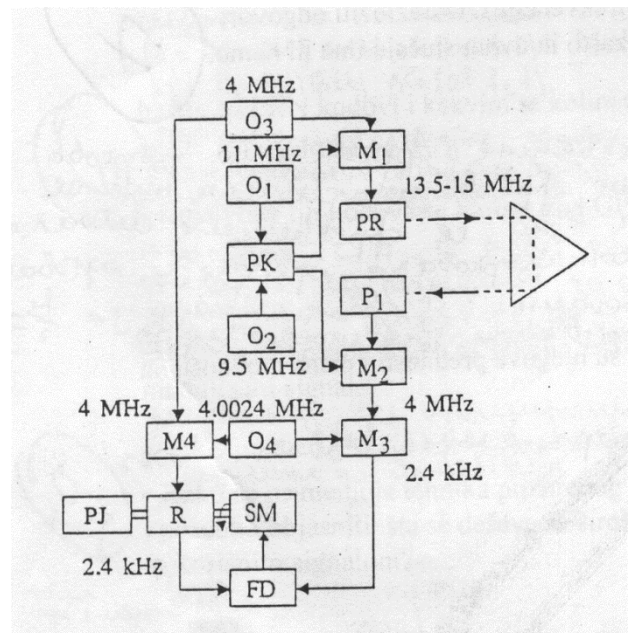 4 MHz
O₃
11 MHz
M₁
O₁
13.5-15 MHz
PR
PK
P₁
O₂
9.5 MHz
M₂
4 MHz
4.0024 MHz
4 MHz
M4
O₄
M₃
2.4 kHz
PJ
R
SM
2.4 kHz
FD